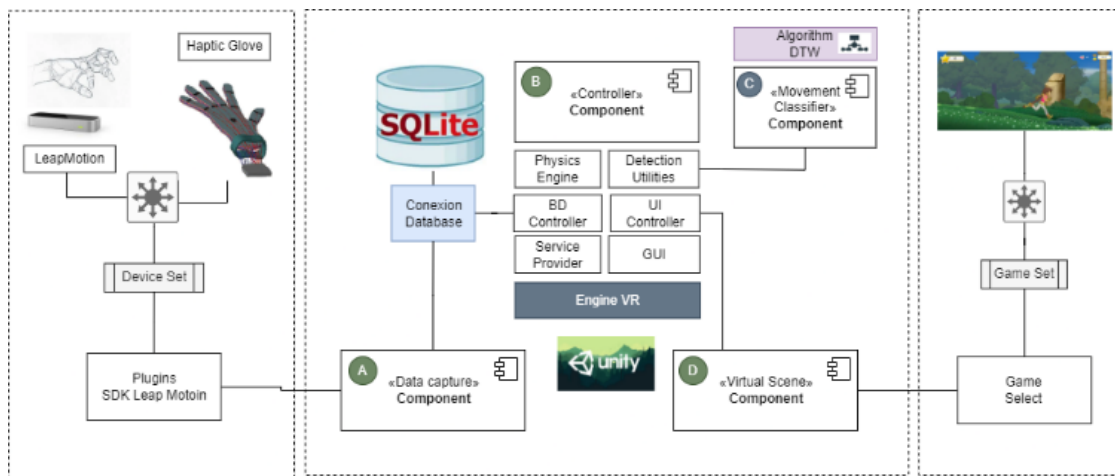 Haptic Glove
LeapMotion
Device Set
Plugins
SDK Leap Motoin
SQLite
Conexion
Database
A
«Data capture»
Component
B
«Controller»
Component
Physics
Engine
Detection
Utilities
BD
Controller
UI
Controller
Service
Provider
GUI
Engine VR
unity
Algorithm
DTW
C
«Movement
Classifier»
Component
D
«Virtual Scene»
Component
Game Set
Game
Select